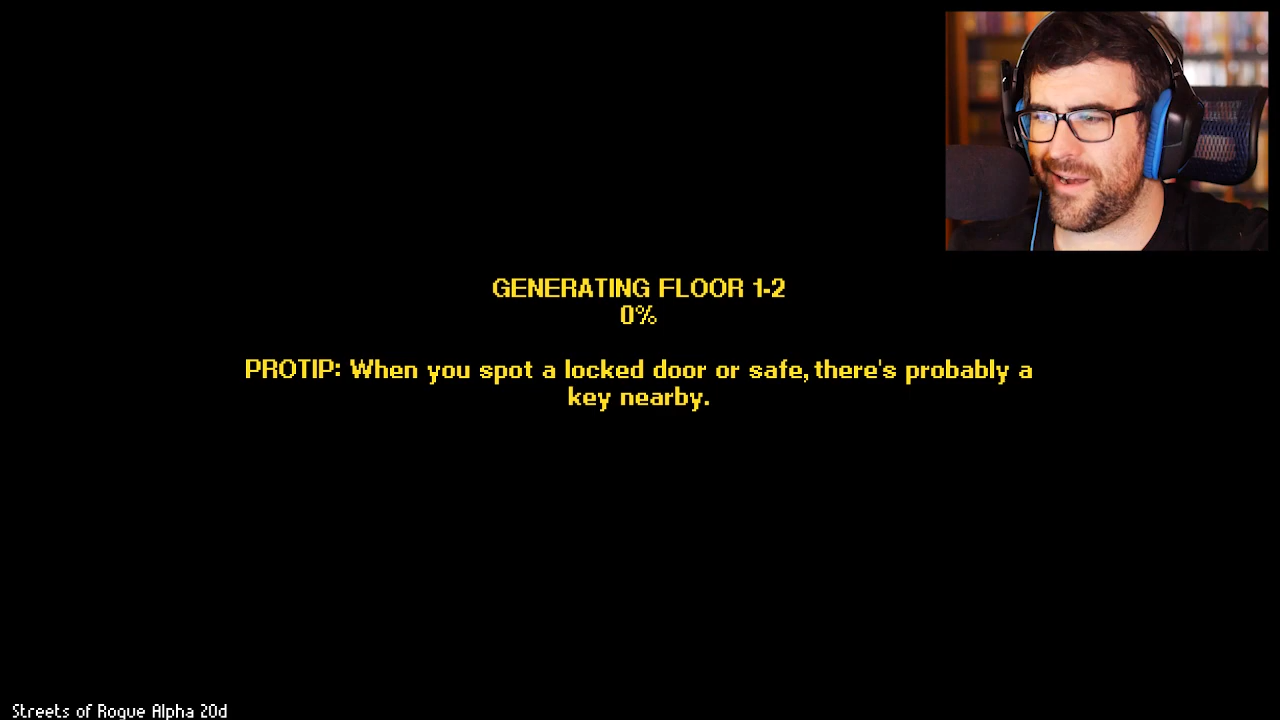 GENERATING FLOOR 1-2
0%
PROTIP: When you spot a locked door or safe, there's probably a
key nearby.
Streets of Rogue Alpha 20d